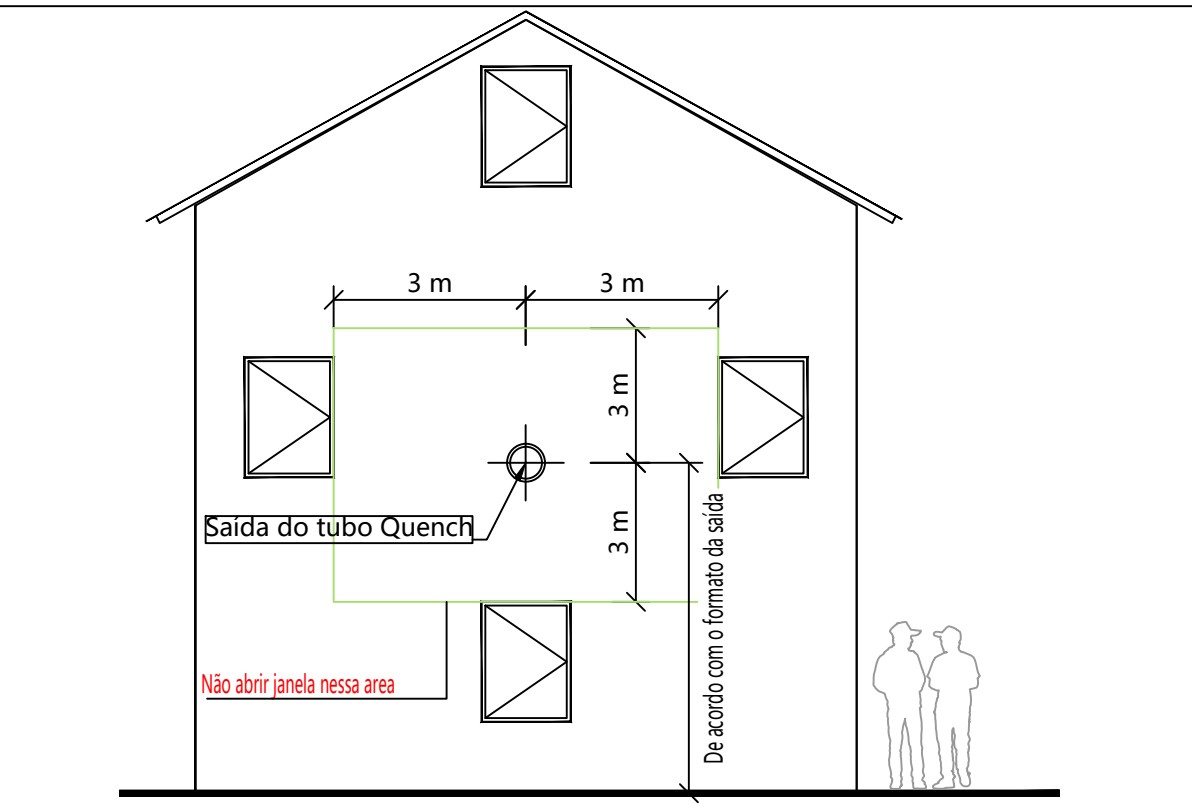 3 m
3 m
3 m
Saída do tubo Quench
3 m
De acordo com o formato da saída
Não abrir janela nessa area